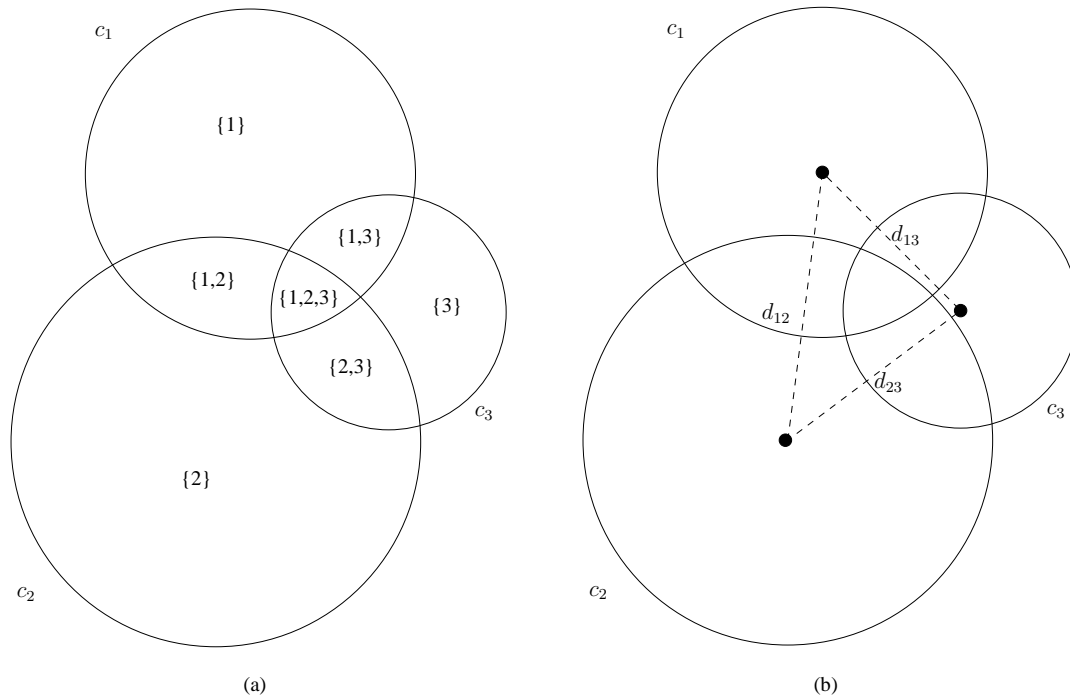 c₁
{1}
{1,3}
{1,2}
{1,2,3}
{3}
{2,3}
c₃
{2}
c₂
(a)
c₁
d₁₃
d₁₂
d₂₃
c₃
c₂
(b)